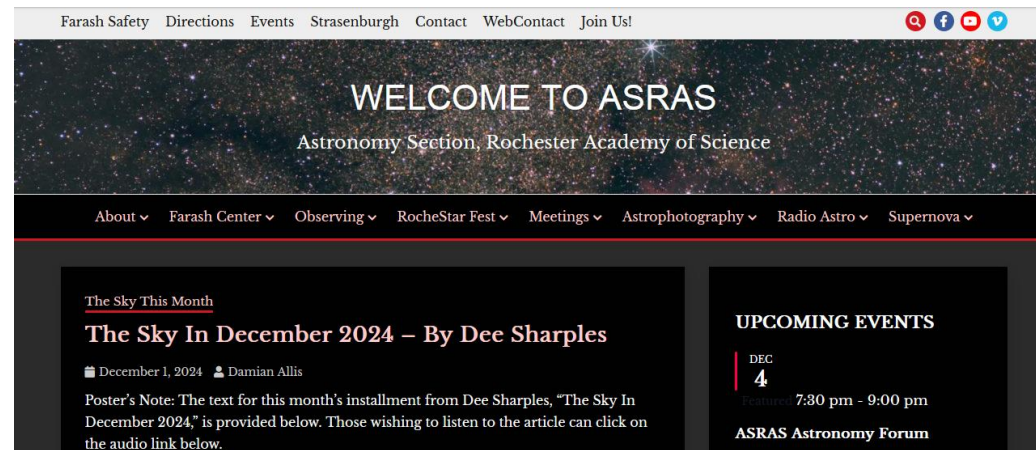 Farash Safety Directions Events Strasenburgh Contact WebContact Join Us!
WELCOME TO ASRAS
Astronomy Section, Rochester Academy of Science
About Farash Center Observing RocheStar Fest Meetings Astrophotography Radio Astro Supernova
The Sky This Month
The Sky In December 2024 – By Dee Sharples
December 1, 2024 Damian Allis
Poster's Note: The text for this month's installment from Dee Sharples, “The Sky In
December 2024,” is provided below. Those wishing to listen to the article can click on
the audio link below.
UPCOMING EVENTS
DEC
4
Featured 7:30 pm - 9:00 pm
ASRAS Astronomy Forum